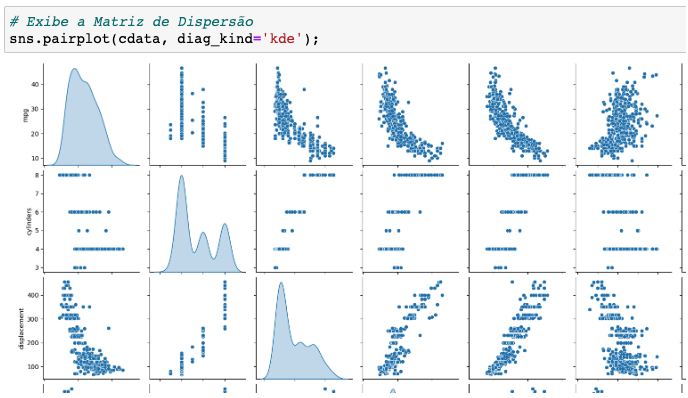 # Exibe a Matriz de Dispersão
sns.pairplot(cdata, diag_kind='kde');
40
30
20
10
mpg
8
7
6
5
4
3
cylinders
400
300
200
100
displacement